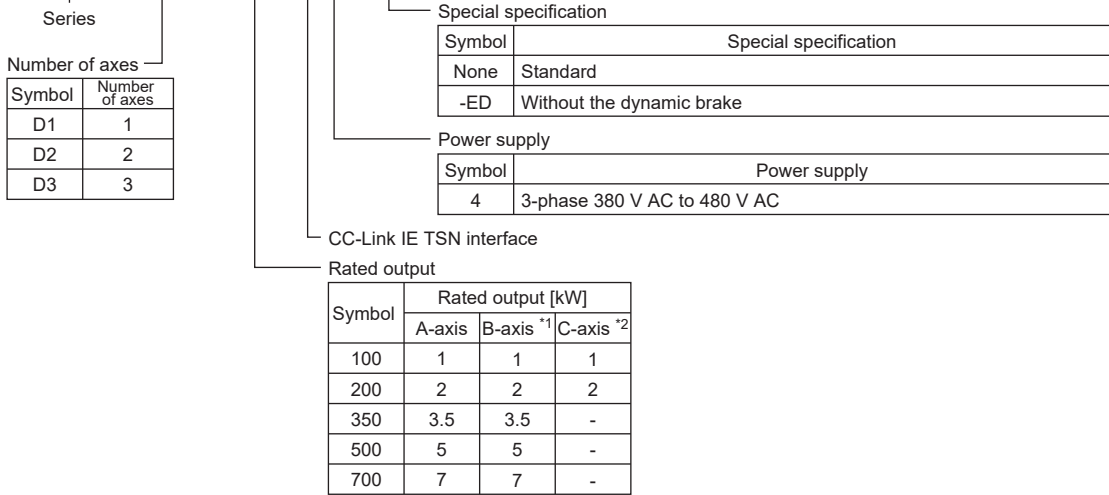 Series
Number of axes
Symbol Number of axes
D1 1
D2 2
D3 3
Special specification
Symbol Special specification
None Standard
-ED Without the dynamic brake
Power supply
Symbol Power supply
4 3-phase 380 V AC to 480 V AC
CC-Link IE TSN interface
Rated output
Symbol Rated output [kW]
A-axis B-axis *1 C-axis *2
100 1 1 1
200 2 2 2
350 3.5 3.5 -
500 5 5 -
700 7 7 -